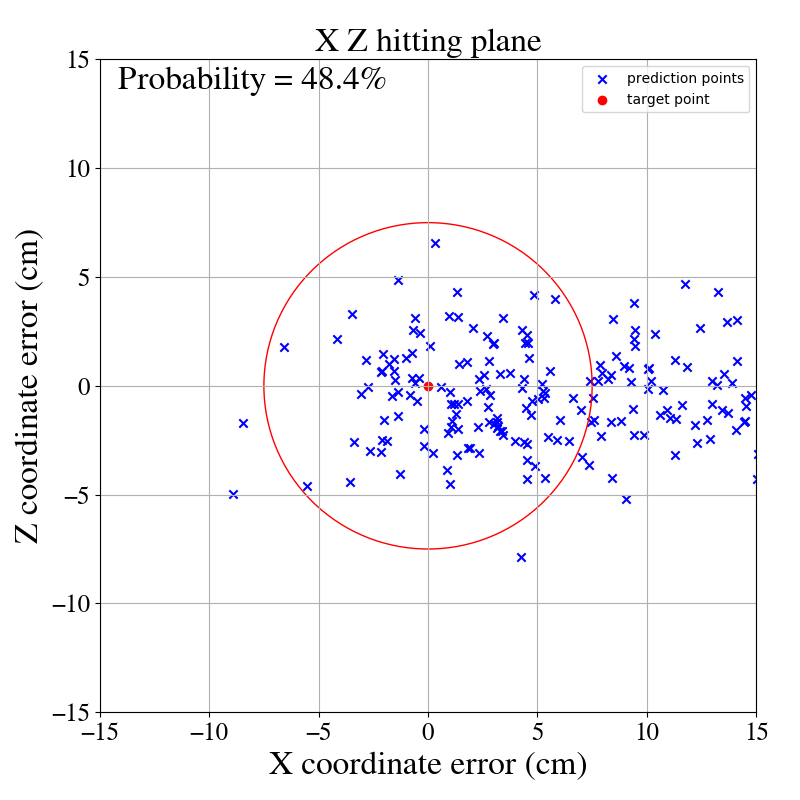 X Z hitting plane
Probability = 48.4%
prediction points
target point
15
10
5
0
−5
−10
−15
Z coordinate error (cm)
−15
−10
−5
0
5
10
15
X coordinate error (cm)